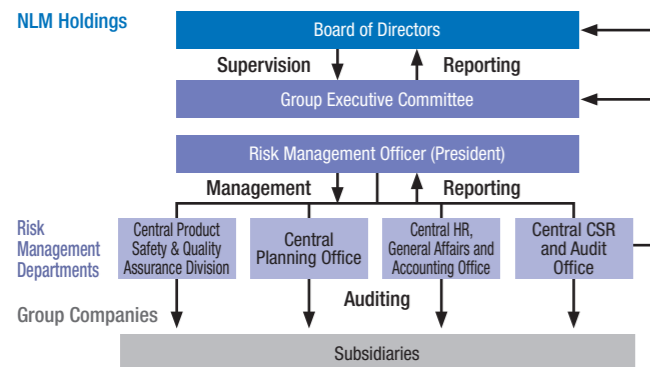 NLM Holdings
Board of Directors
Supervision
Reporting
Group Executive Committee
Risk Management Officer (President)
Management
Reporting
Risk
Management
Departments
Central Product
Safety & Quality
Assurance Division
Central
Planning Office
Central HR,
General Affairs and
Accounting Office
Central CSR
and Audit
Office
Auditing
Group Companies
Subsidiaries